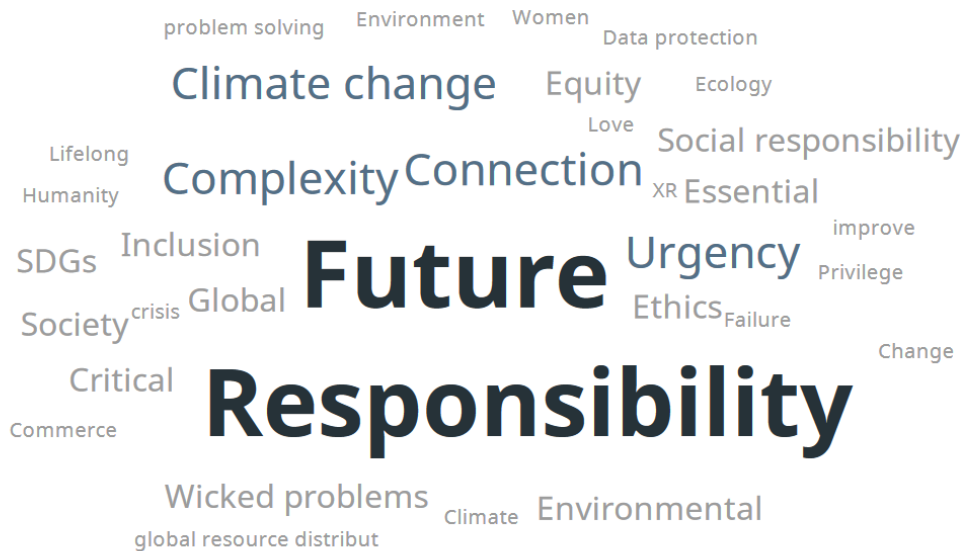 problem solving
Environment
Women
Data protection
Climate change
Equity
Ecology
Love
Social responsibility
Lifelong
Complexity
Connection
Humanity
XR
Essential
improve
SDGs
Inclusion
Future
Urgency
Privilege
Society
crisis
Global
Ethics
Failure
Change
Critical
Responsibility
Commerce
Wicked problems
Climate
Environmental
global resource distribut